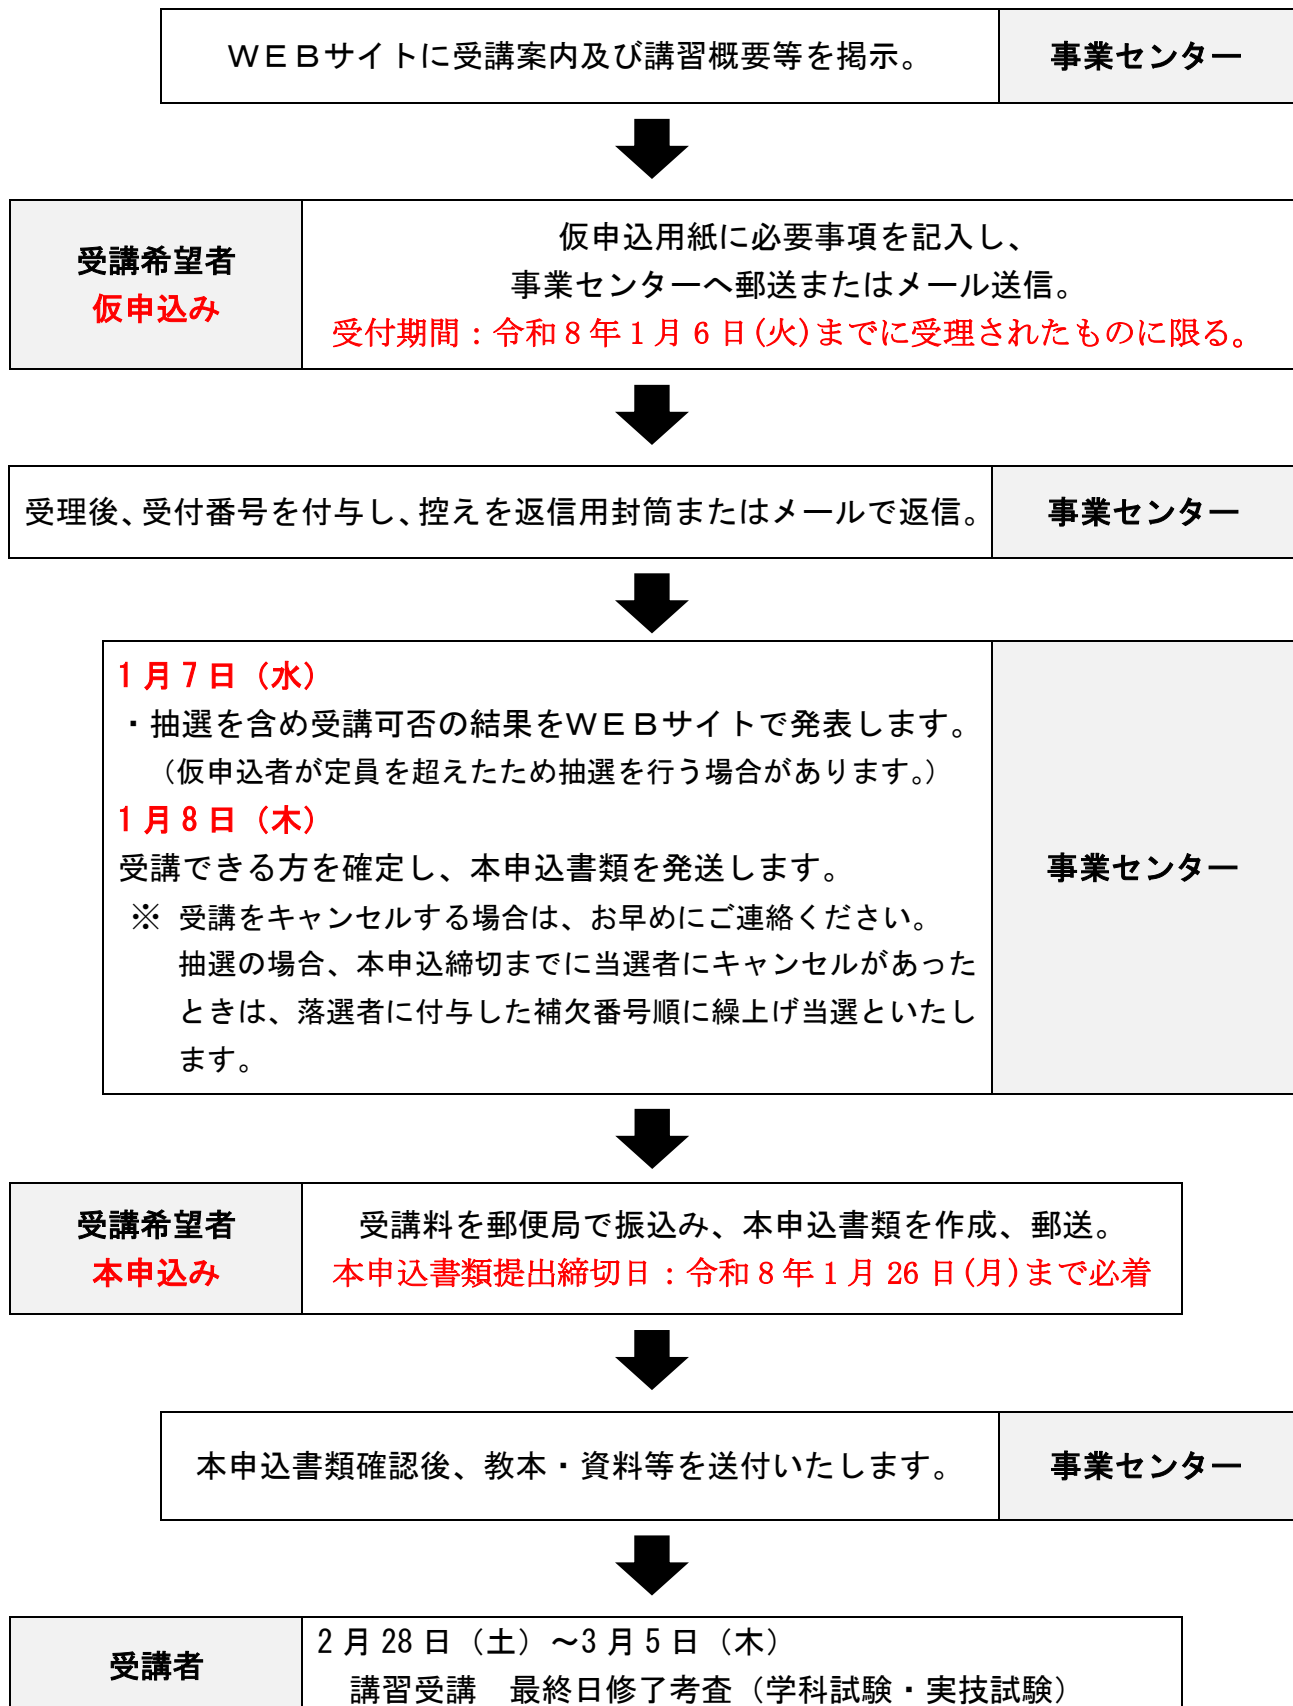 ＷＥＢサイトに受講案内及び講習概要等を掲示。
事業センター
受講希望者
仮申込み
仮申込用紙に必要事項を記入し、
事業センターへ郵送またはメール送信。
受付期間：令和８年１月６日(火)までに受理されたものに限る。
受理後、受付番号を付与し、控えを返信用封筒またはメールで返信。
事業センター
1月7日（水）
・抽選を含め受講可否の結果をＷＥＢサイトで発表します。
（仮申込者が定員を超えたため抽選を行う場合があります。）
1月8日（木）
受講できる方を確定し、本申込書類を発送します。
※ 受講をキャンセルする場合は、お早めにご連絡ください。
抽選の場合、本申込締切までに当選者にキャンセルがあった
ときは、落選者に付与した補欠番号順に繰上げ当選といたし
ます。
事業センター
受講希望者
本申込み
受講料を郵便局で振込み、本申込書類を作成、郵送。
本申込書類提出締切日：令和８年１月26日(月)まで必着
本申込書類確認後、教本・資料等を送付いたします。
事業センター
受講者
2月28日（土）～3月5日（木）
講習受講　最終日修了考査（学科試験・実技試験）